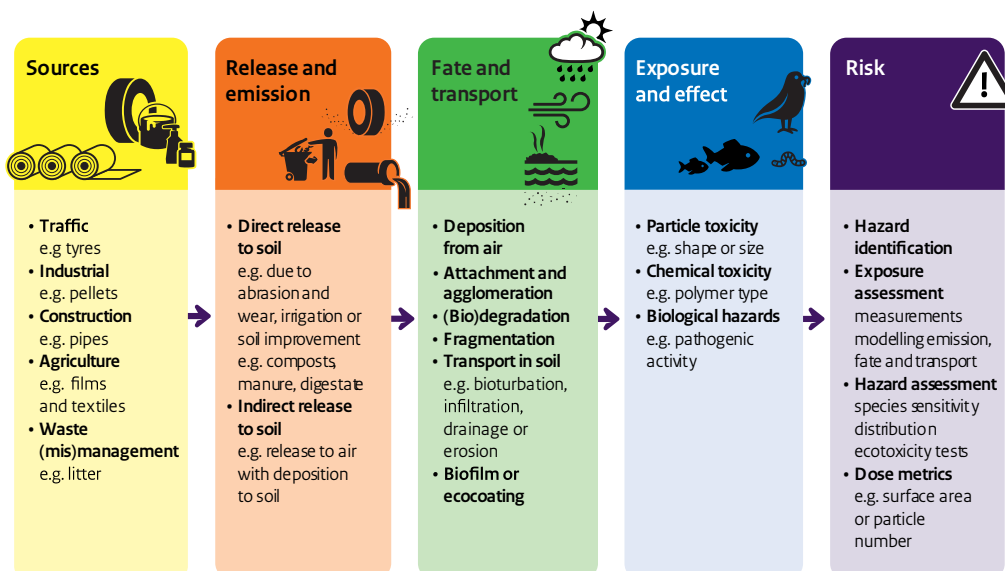 Sources
• Traffic
e.g tyres
• Industrial
e.g. pellets
• Construction
e.g. pipes
• Agriculture
e.g. films
and textiles
• Waste
(mis)management
e.g. litter
Release and
emission
• Direct release
to soil
e.g. due to
abrasion and
wear, irrigation or
soil improvement
e.g. composts,
manure, digestate
• Indirect release
to soil
e.g. release to air
with deposition
to soil
Fate and
transport
• Deposition
from air
• Attachment and
agglomeration
• (Bio)degradation
• Fragmentation
• Transport in soil
e.g. bioturbation,
infiltration,
drainage or
erosion
• Biofilm or
ecocoating
Exposure
and effect
• Particle toxicity
e.g. shape or size
• Chemical toxicity
e.g. polymer type
• Biological hazards
e.g. pathogenic
activity
Risk
!
• Hazard
identification
• Exposure
assessment
measurements
modelling emission,
fate and transport
• Hazard assessment
species sensitivity
distribution
ecotoxicity tests
• Dose metrics
e.g. surface area
or particle
number